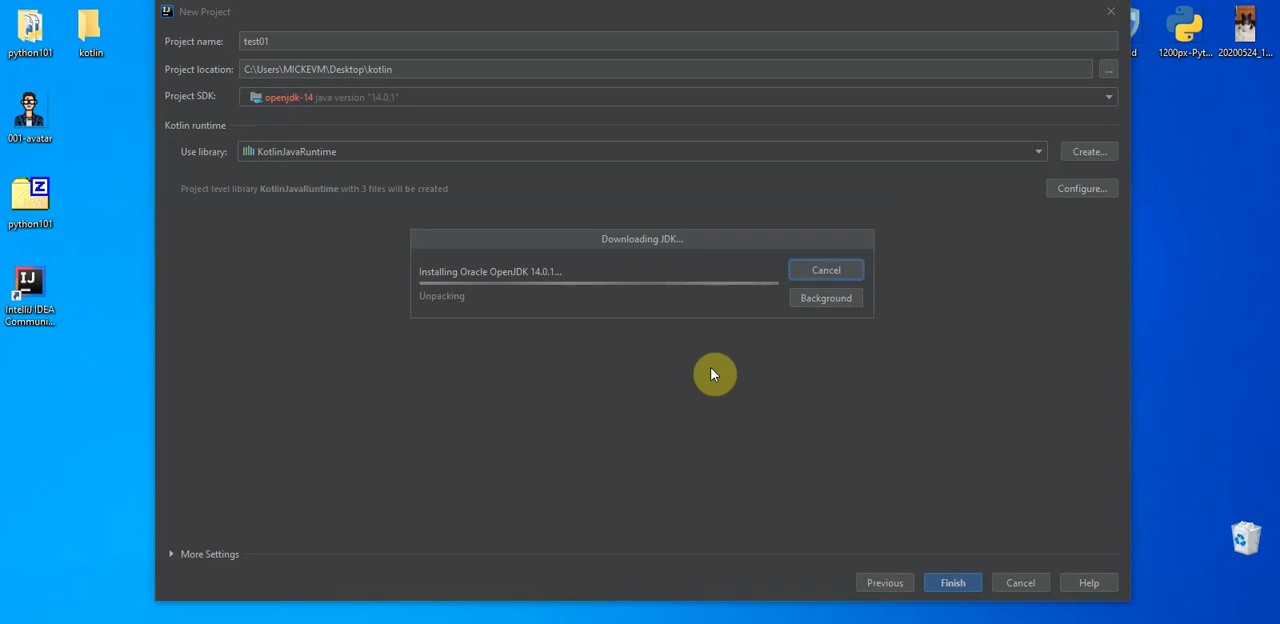 New Project
Project name: test01
Project location: C:\Users\MICKEVM\Desktop\kotlin ...
Project SDK: openjdk-14 java version "14.0.1"
Kotlin runtime
Use library: KotlinJavaRuntime Create...
Project level library KotlinJavaRuntime with 3 files will be created Configure...
Downloading JDK...
Installing Oracle OpenJDK 14.0.1... Cancel
Unpacking Background
More Settings
Previous Finish Cancel Help
python101 kotlin
001-avatar
python101
IntelliJ IDEA
Communi...
d 1200px-Pyt... 20200524_1...